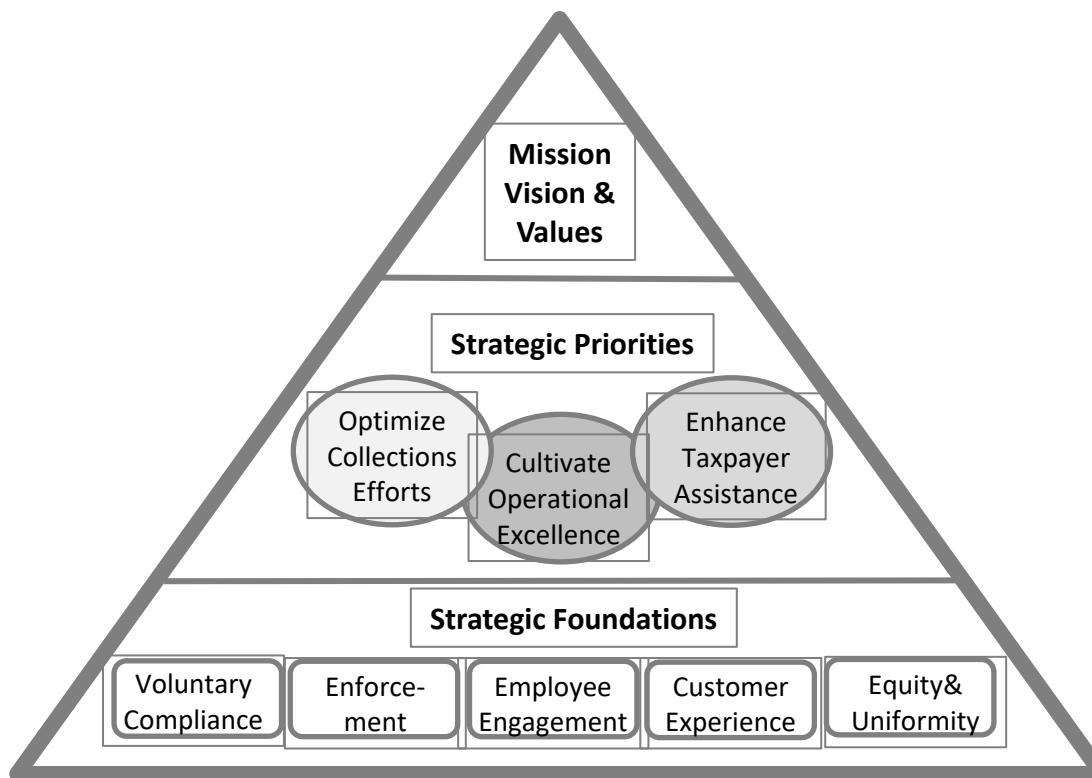 Mission
Vision &
Values
Strategic Priorities
Optimize
Collections
Efforts
Cultivate
Operational
Excellence
Enhance
Taxpayer
Assistance
Strategic Foundations
Voluntary
Compliance
Enforce-
ment
Employee
Engagement
Customer
Experience
Equity&
Uniformity